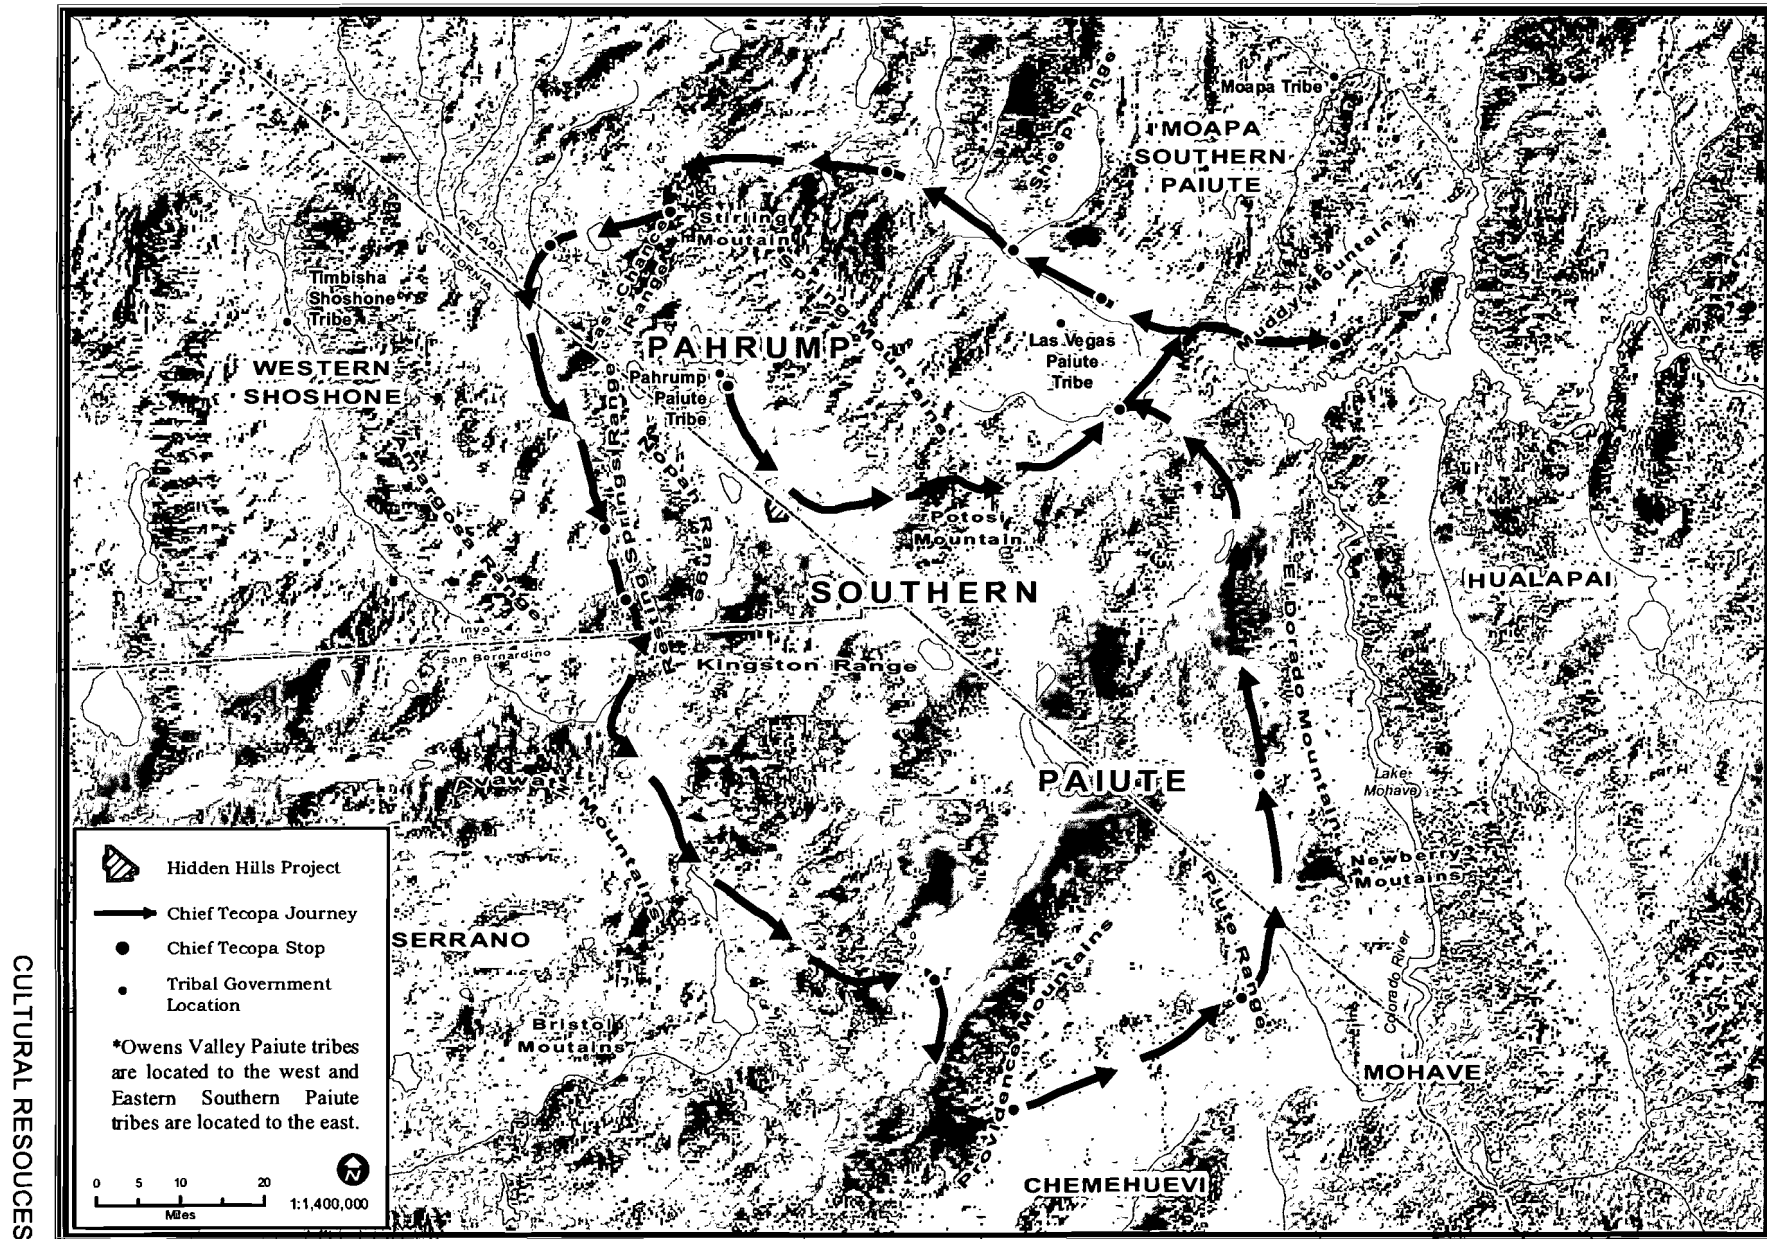 Moapa Tribe
MOAPA
SOUTHERN
PAIUTE
Sheep Range
Stirling
Moutain
Spring Mountains
Muddy Mountain
NEVADA
CALIFORNIA
Last Chance
Range
Timbisha
Shoshone
Tribe
WESTERN
SHOSHONE
PAHRUMP
Pahrump
Paiute
Tribe
Las Vegas
Paiute
Tribe
Resting Springs Range
Nopah Range
Amargosa Range
Potosi
Mountain
SOUTHERN
HUALAPAI
El Dorado Mountain
Inyo
San Bernardino
Kingston Range
PAIUTE
Lake
Mohave
Avawatz
Mountains
Newberry
Moutains
Piute Range
Providence Mountains
Colorado River
SERRANO
Bristol
Moutains
MOHAVE
CHEMEHUEVI
Hidden Hills Project
Chief Tecopa Journey
Chief Tecopa Stop
Tribal Government
Location
*Owens Valley Paiute tribes
are located to the west and
Eastern Southern Paiute
tribes are located to the east.
N
0 5 10 20
Miles
1:1,400,000
CULTURAL RESOUCES